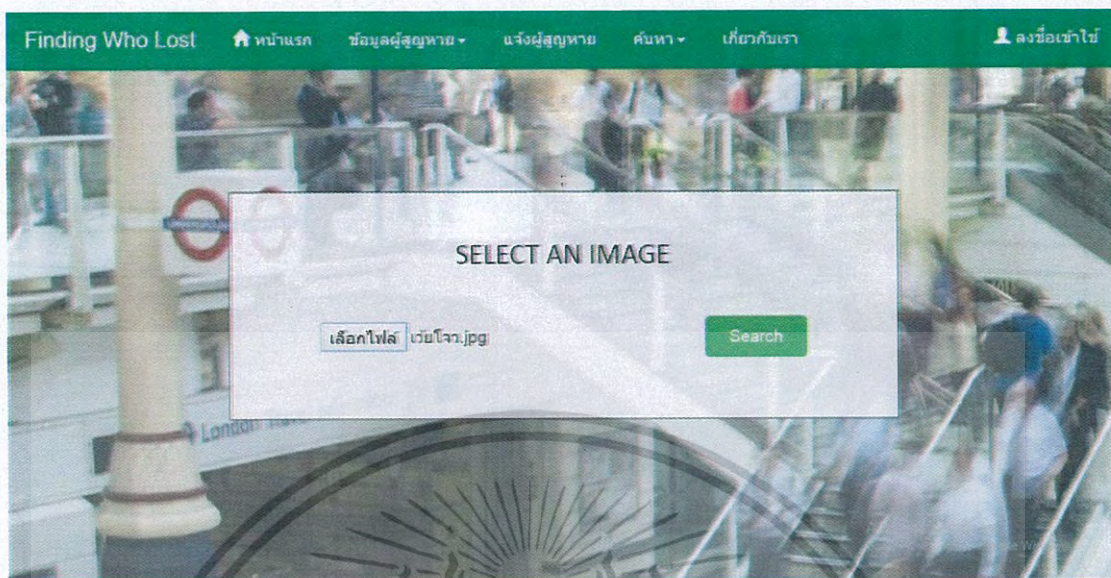 Finding Who Lost หน้าแรก ข้อมูลผู้สูญหาย แจ้งผู้สูญหาย ค้นหา เกี่ยวกับเรา ลงชื่อเข้าใช้
UNDERGROUND
SELECT AN IMAGE
เลือกไฟล์ เว้ยโจว.jpg Search
London Trav